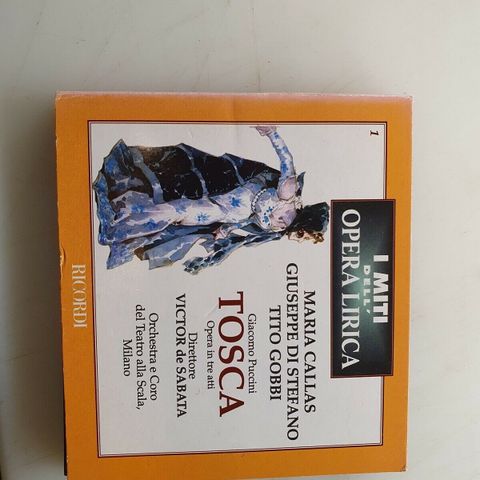 1
I MITI
DELL'
OPERA LIRICA
MARIA CALLAS
GIUSEPPE DI STEFANO
TITO GOBBI
Giacomo Puccini
TOSCA
Opera in tre atti
Direttore
VICTOR de SABATA
Orchestra e Coro
del Teatro alla Scala,
Milano
RICORDI